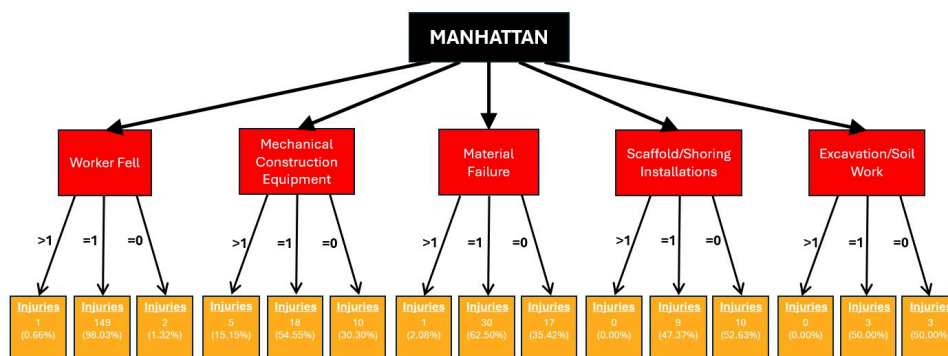 MANHATTAN
Worker Fell
Mechanical
Construction
Equipment
Material
Failure
Scaffold/Shoring
Installations
Excavation/Soil
Work
>1
=1
=0
>1
=1
=0
>1
=1
=0
>1
=1
=0
>1
=1
=0
Injuries
1
(0.66%)
Injuries
149
(98.03%)
Injuries
2
(1.32%)
Injuries
5
(15.15%)
Injuries
18
(54.55%)
Injuries
10
(30.30%)
Injuries
1
(2.08%)
Injuries
30
(62.50%)
Injuries
17
(35.42%)
Injuries
0
(0.00%)
Injuries
9
(47.37%)
Injuries
10
(52.63%)
Injuries
0
(0.00%)
Injuries
3
(50.00%)
Injuries
3
(50.00%)